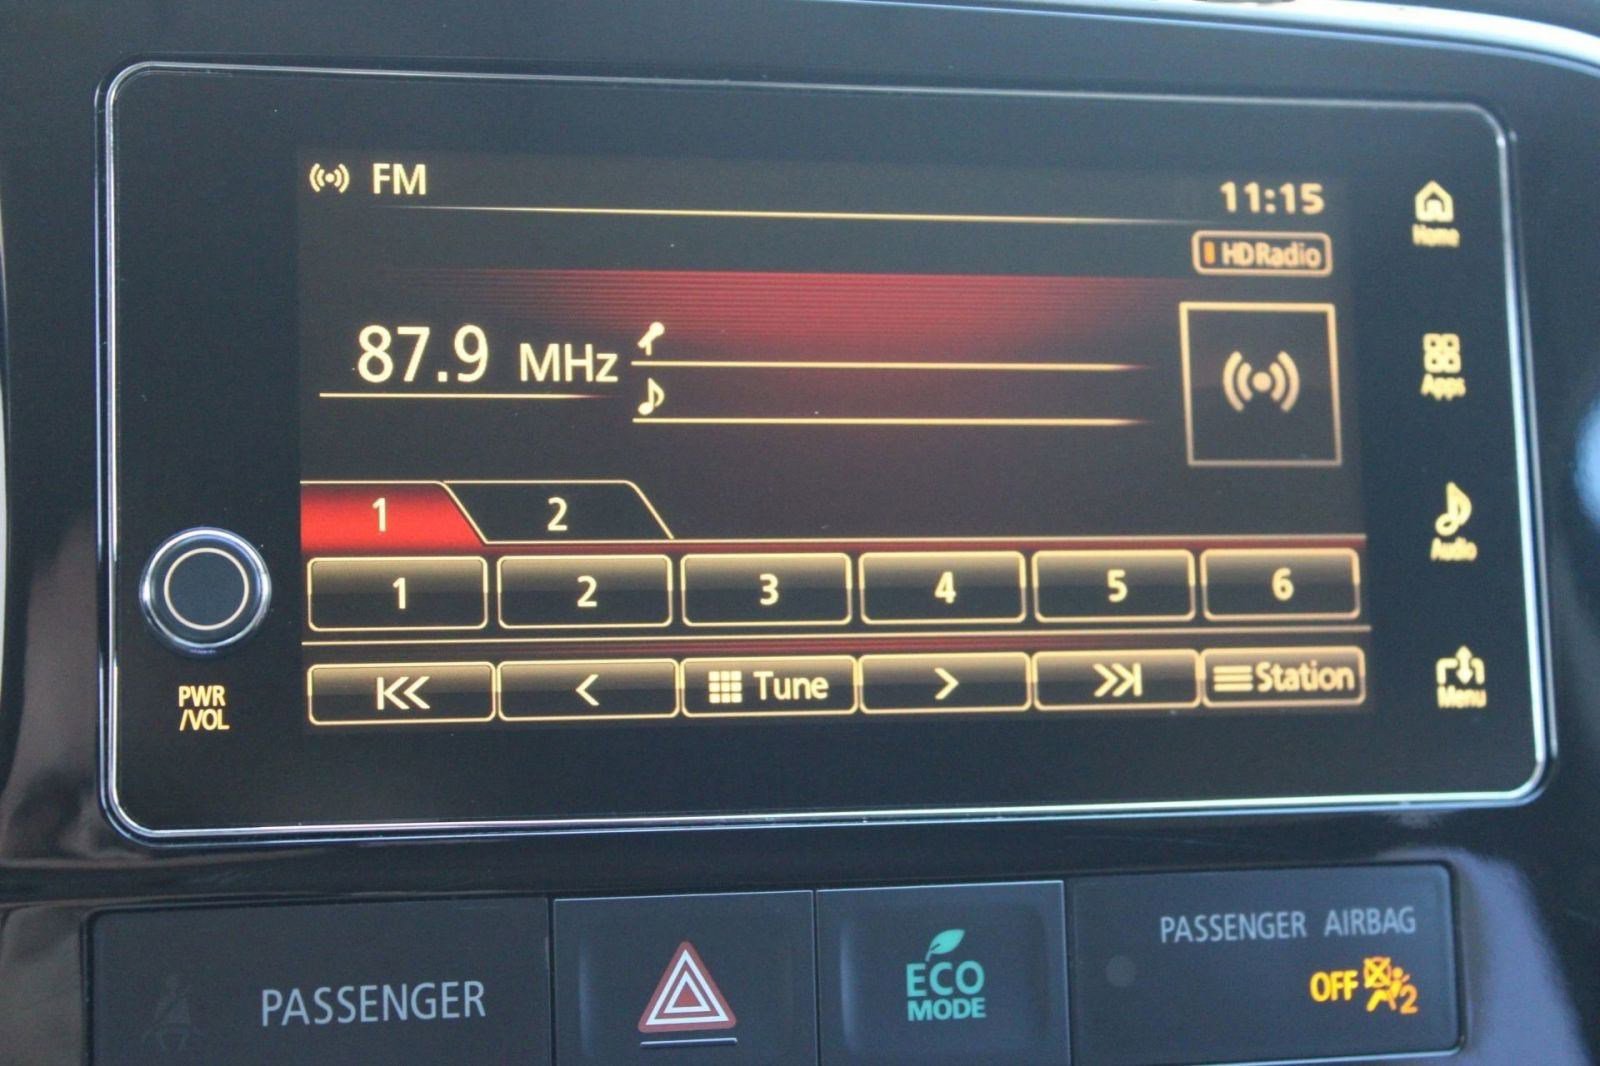 FM
11:15
HD Radio
87.9 MHz
1 2
1 2 3 4 5 6
Tune Station
Home
Apps
Audio
Menu
PWR
/VOL
PASSENGER
ECO
MODE
PASSENGER AIRBAG
OFF 2